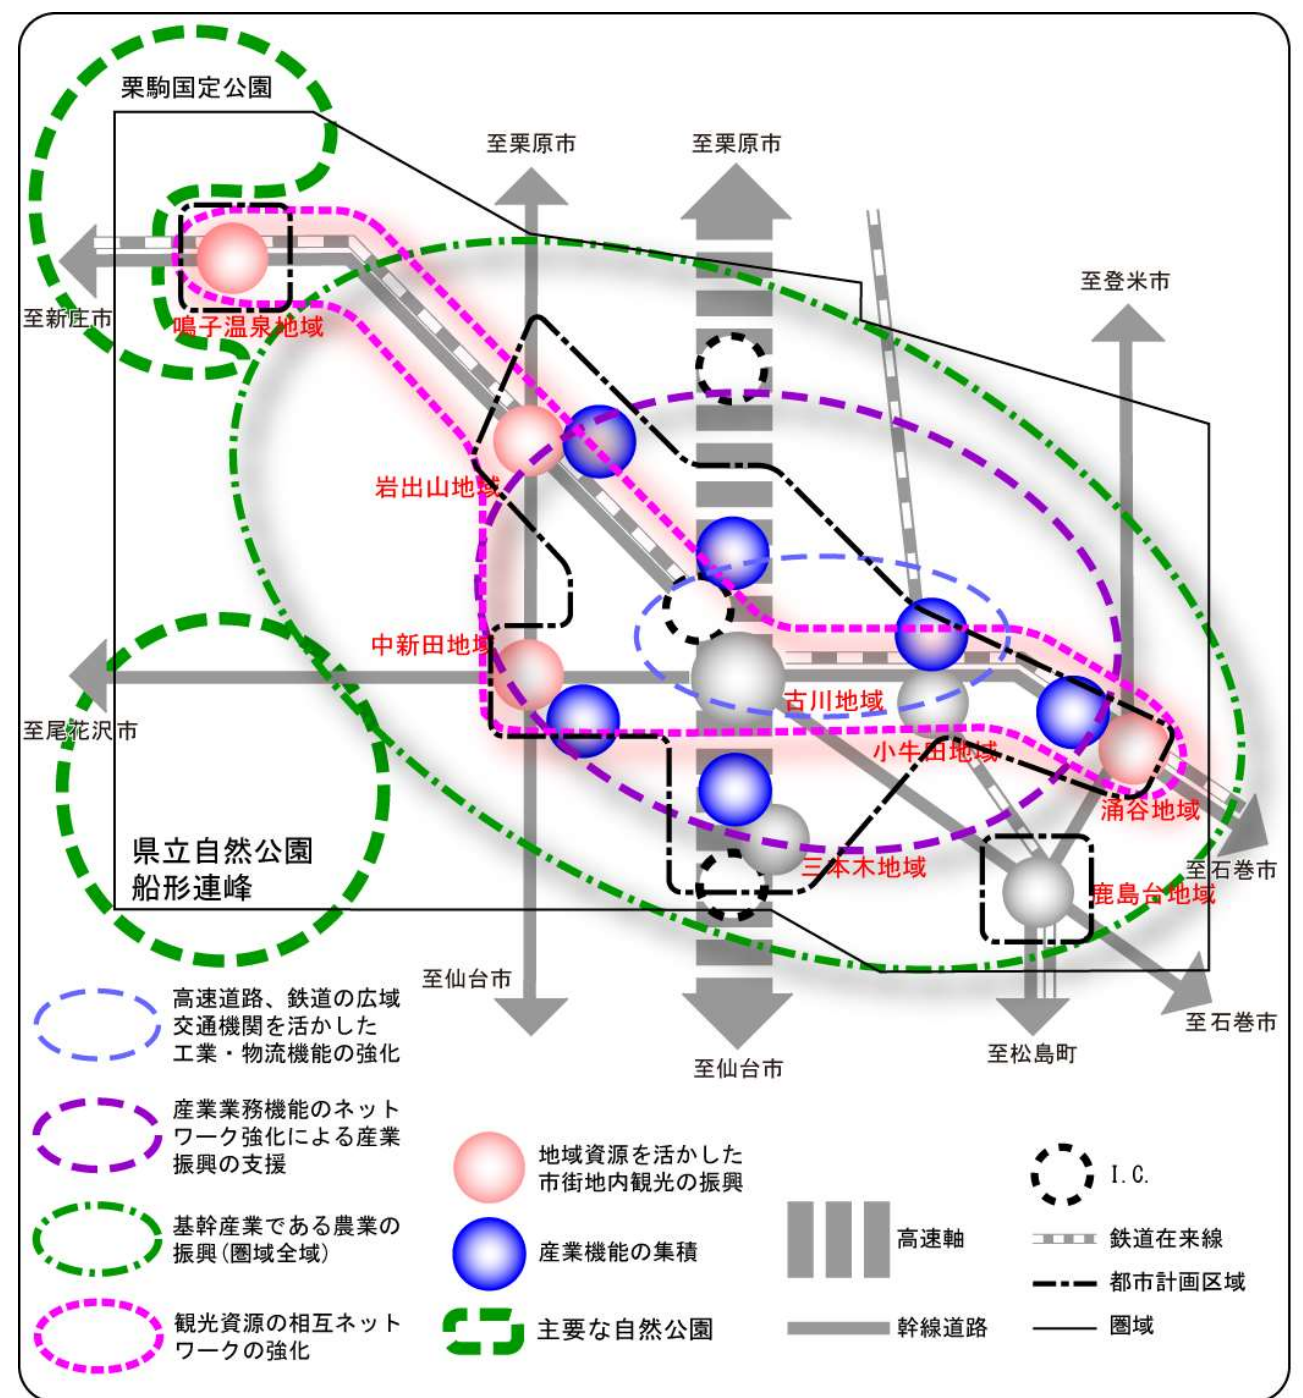 栗駒国定公園
至栗原市
至栗原市
至登米市
至新庄市
鳴子温泉地域
岩出山地域
中新田地域
古川地域
至尾花沢市
小牛田地域
涌谷地域
県立自然公園
船形連峰
三本木地域
至石巻市
鹿島台地域
至仙台市
至石巻市
至松島町
至仙台市
高速道路、鉄道の広域
交通機関を活かした
工業・物流機能の強化
産業業務機能のネット
ワーク強化による産業
振興の支援
基幹産業である農業の
振興(圏域全域)
観光資源の相互ネット
ワークの強化
地域資源を活かした
市街地内観光の振興
産業機能の集積
主要な自然公園
高速軸
幹線道路
I.C.
鉄道在来線
都市計画区域
圏域